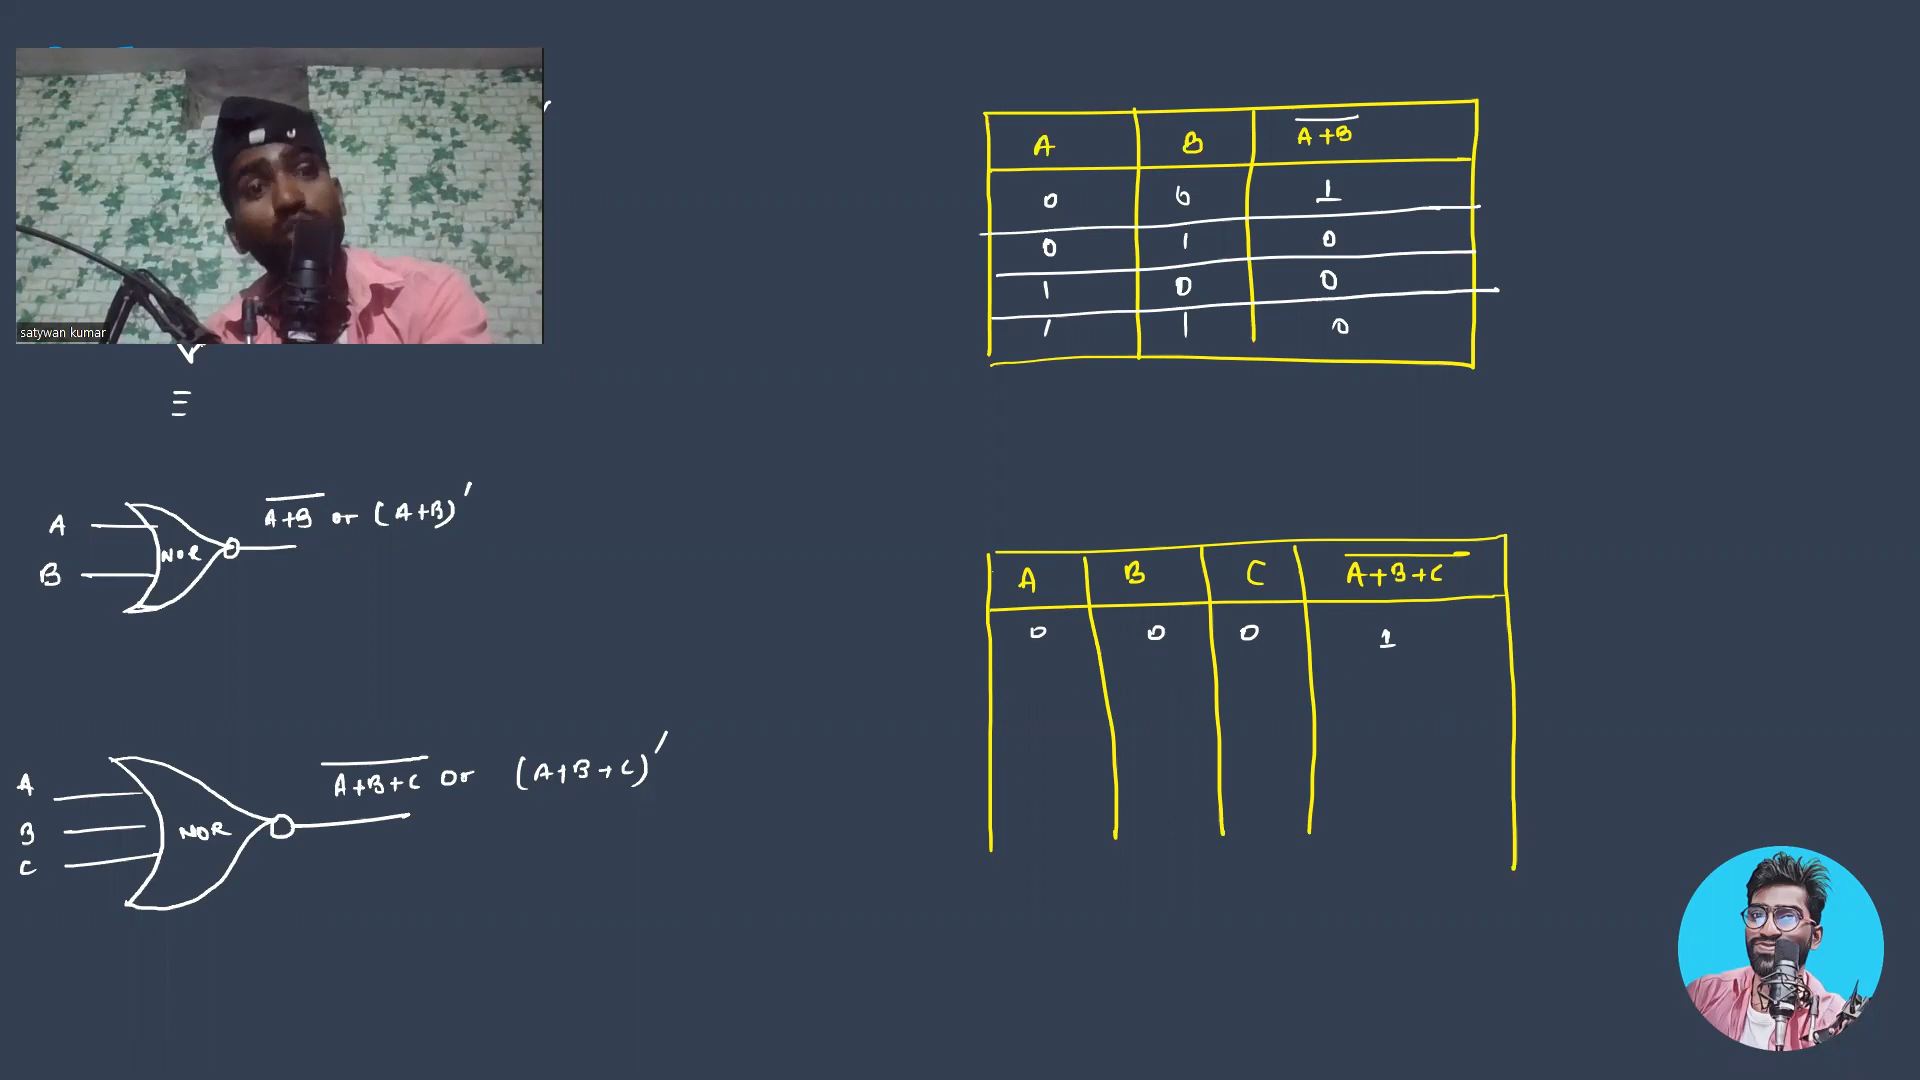 satywan kumar
A B A+B
0 0 1
0 1 0
1 0 0
1 1 0
A
B
NOR
A+B or (A+B)'
A B C A+B+C
0 0 0 1
A
B
C
NOR
A+B+C or (A+B+C)'